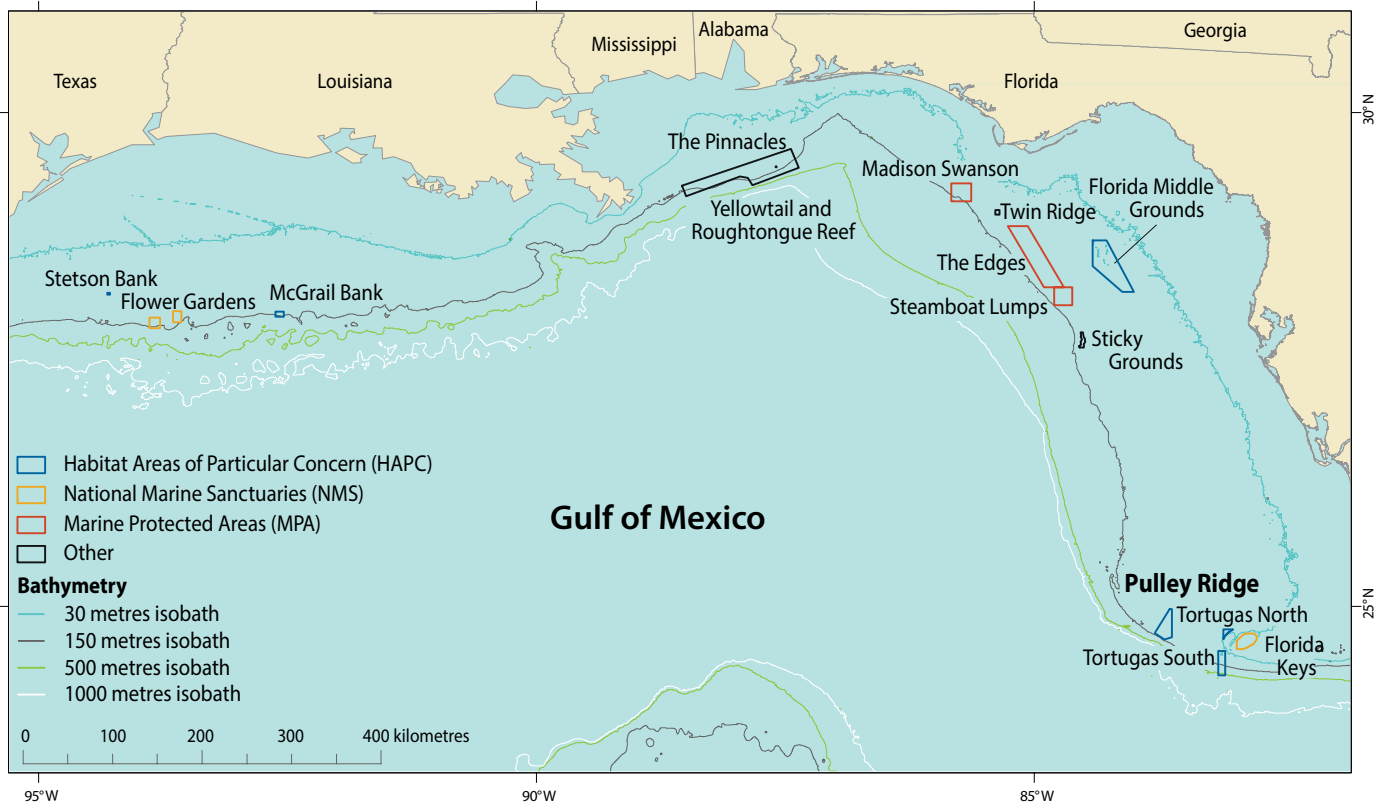 Texas
Louisiana
Mississippi
Alabama
Georgia
Florida
30°N
The Pinnacles
Yellowtail and
Roughtongue Reef
Madison Swanson
Twin Ridge
Florida Middle
Grounds
The Edges
Steamboat Lumps
Sticky
Grounds
Stetson Bank
Flower Gardens
McGrail Bank
Habitat Areas of Particular Concern (HAPC)
National Marine Sanctuaries (NMS)
Marine Protected Areas (MPA)
Other
Bathymetry
30 metres isobath
150 metres isobath
500 metres isobath
1000 metres isobath
Gulf of Mexico
Pulley Ridge
Tortugas North
Tortugas South
Florida
Keys
25°N
0 100 200 300 400 kilometres
95°W
90°W
85°W